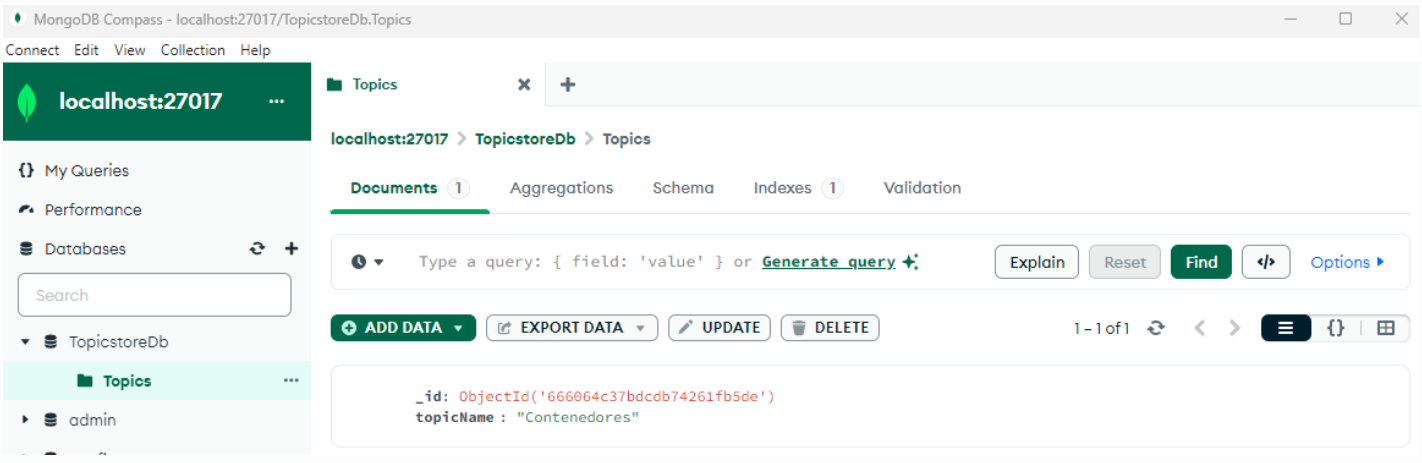 MongoDB Compass - localhost:27017/TopicstoreDb.Topics
Connect Edit View Collection Help
localhost:27017 ...
My Queries
Performance
Databases
Search
TopicstoreDb
Topics ...
admin
Topics
localhost:27017 > TopicstoreDb > Topics
Documents 1 Aggregations Schema Indexes 1 Validation
Type a query: { field: 'value' } or Generate query Explain Reset Find </> Options
ADD DATA EXPORT DATA UPDATE DELETE 1 – 1 of 1 {}
_id: ObjectId('666064c37bdcdb74261fb5de')
topicName : "Contenedores"